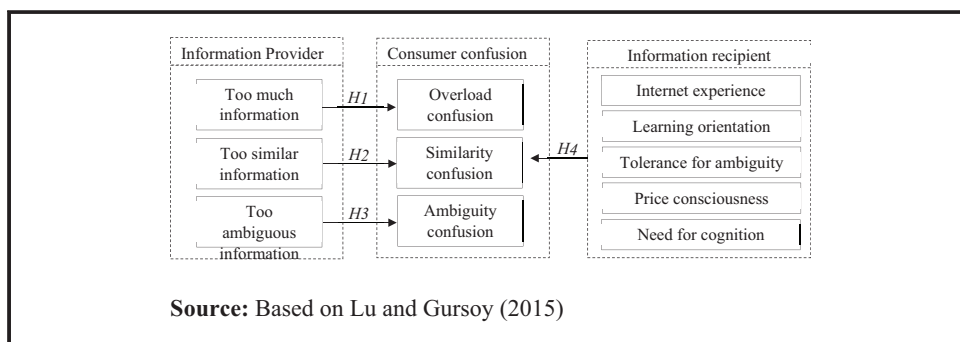 Information Provider
Consumer confusion
Information recipient
Too much
information
H1
Overload
confusion
Internet experience
Learning orientation
Too similar
information
H2
Similarity
confusion
H4
Tolerance for ambiguity
Price consciousness
Too
ambiguous
information
H3
Ambiguity
confusion
Need for cognition
Source: Based on Lu and Gursoy (2015)